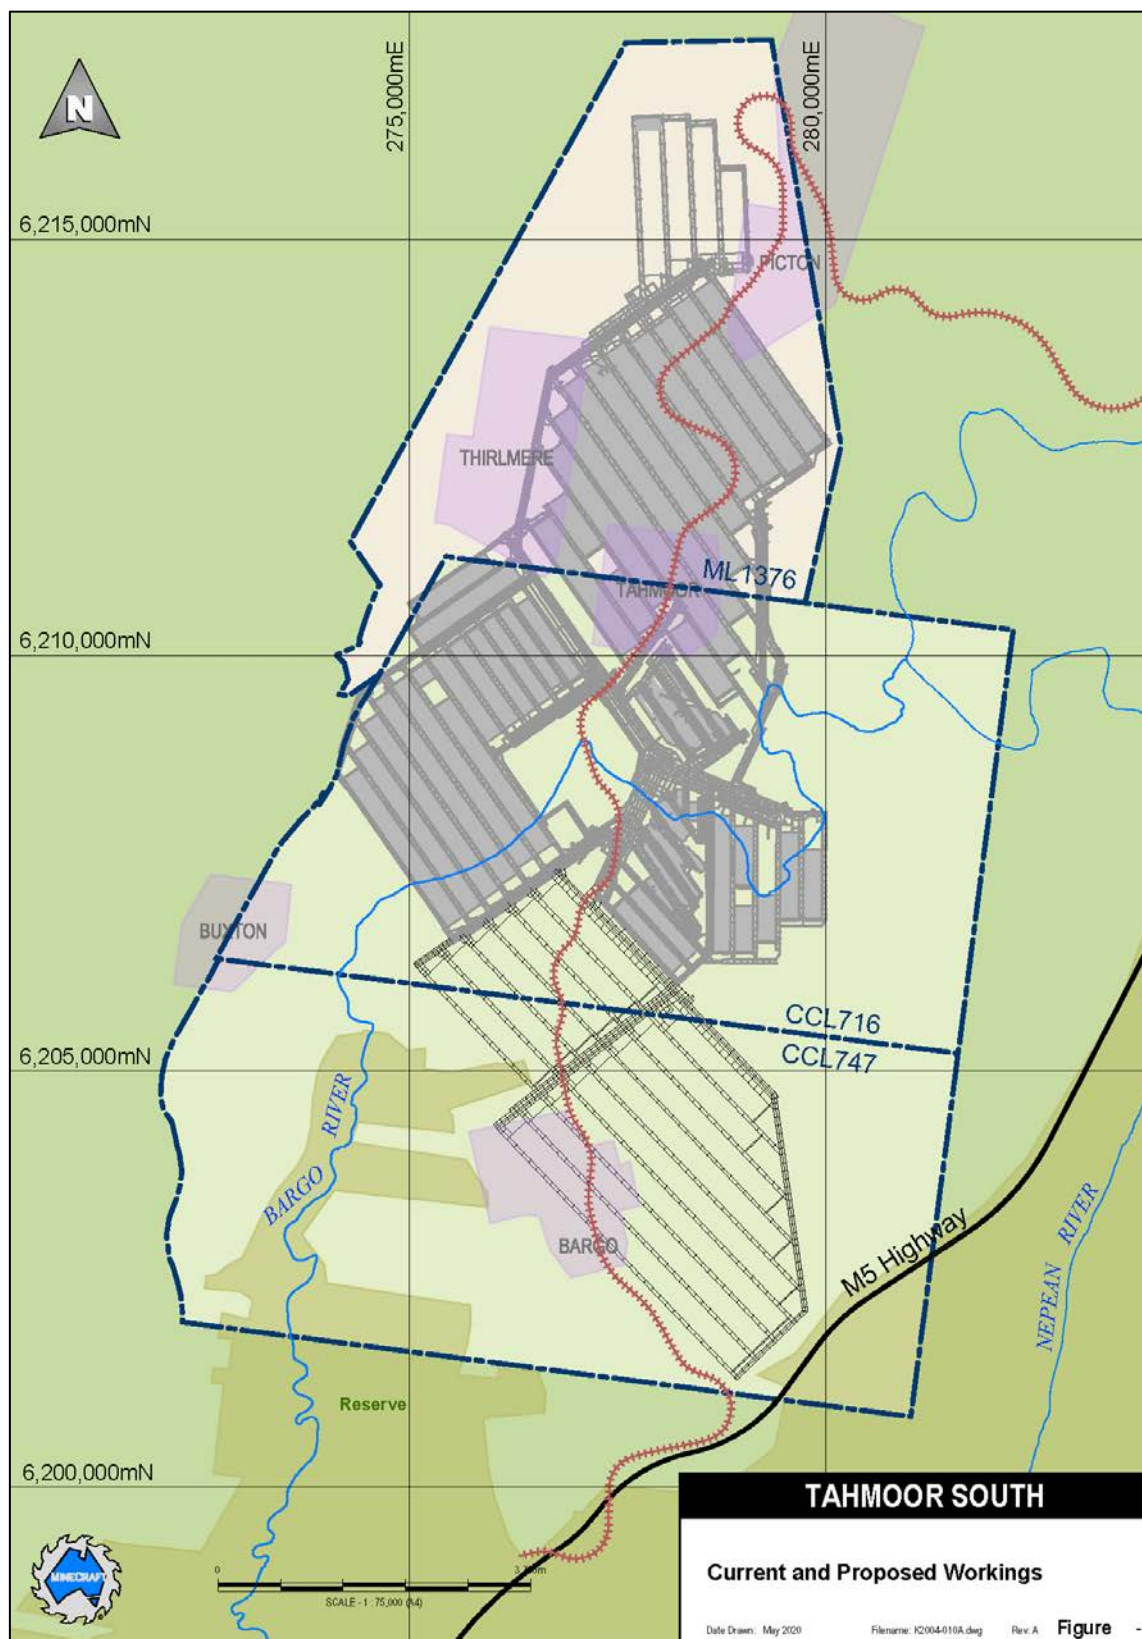 N
275,000mE
280,000mE
6,215,000mN
PICTON
THIRLMERE
ML1376
TAHMOOR
6,210,000mN
BUXTON
CCL716
CCL747
6,205,000mN
BARGO RIVER
BARGO
M5 Highway
NEPEAN RIVER
Reserve
6,200,000mN
TAHMOOR SOUTH
Current and Proposed Workings
MINECRAFT
0
SCALE - 1 : 75,000 (A4)
Date Drawn: May 2020 Filename: K2004-010A.dwg Rev: A Figure -